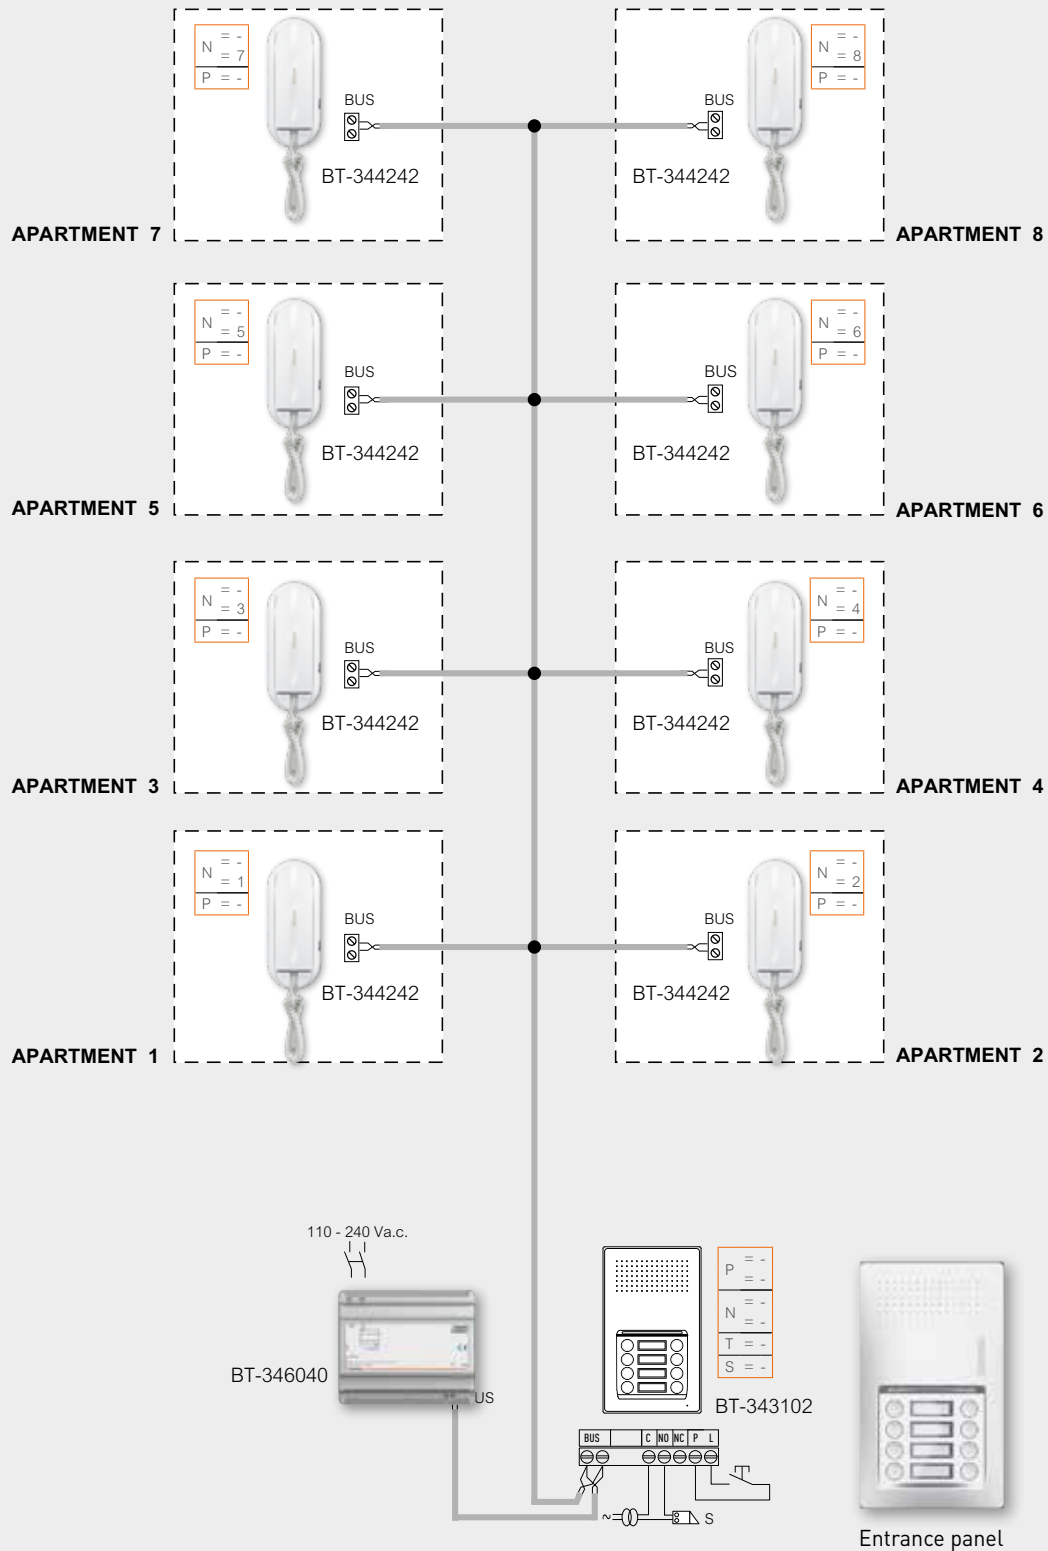 N = -
= 7
P = -
BUS
BT-344242
APARTMENT 7
N = -
= 8
P = -
BUS
BT-344242
APARTMENT 8
N = -
= 5
P = -
BUS
BT-344242
APARTMENT 5
N = -
= 6
P = -
BUS
BT-344242
APARTMENT 6
N = -
= 3
P = -
BUS
BT-344242
APARTMENT 3
N = -
= 4
P = -
BUS
BT-344242
APARTMENT 4
N = -
= 1
P = -
BUS
BT-344242
APARTMENT 1
N = -
= 2
P = -
BUS
BT-344242
APARTMENT 2
110 - 240 Va.c.
BT-346040
US
P = -
= -
N = -
= -
T = -
S = -
BT-343102
BUS C NO NC P L
~ S
Entrance panel